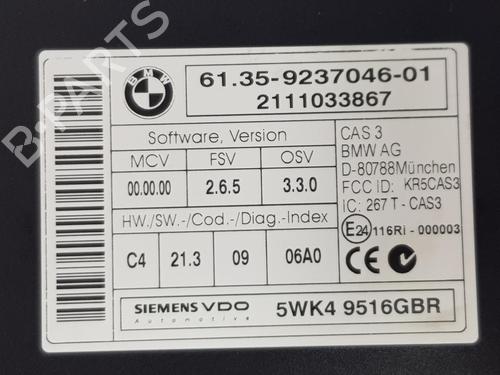 B-PARTS
BMW
61.35-9237046-01
2111033867
Software, Version
MCV FSV OSV
00.00.00 2.6.5 3.3.0
HW./SW.-/Cod.-/Diag.-Index
C4 21.3 09 06A0
CAS 3
BMW AG
D-80788München
FCC ID: KR5CAS3
IC: 267 T - CAS3
E24 116Ri - 000003
CE
SIEMENS VDO
Automotive
5WK4 9516GBR